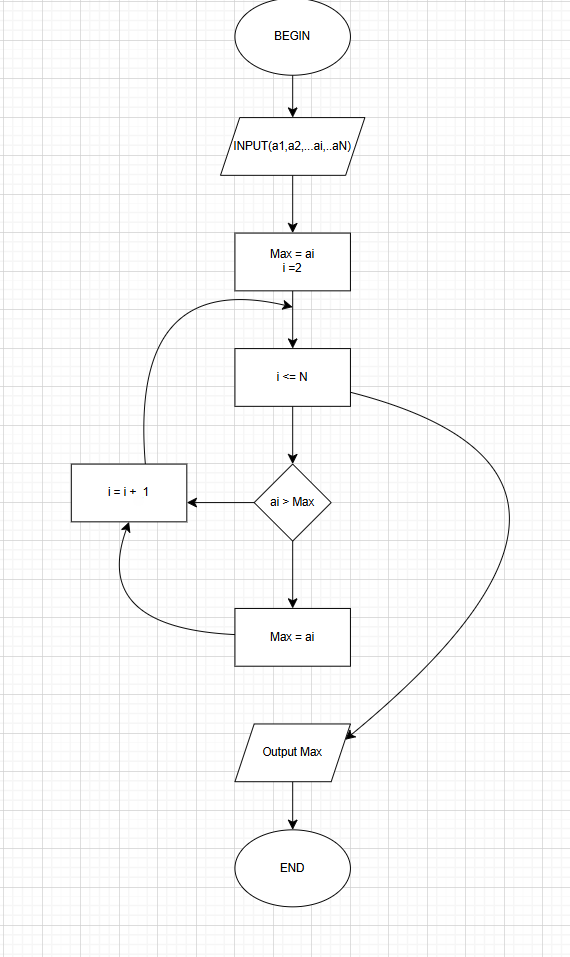 BEGIN
INPUT(a1,a2,...ai,..aN)
Max = ai
i =2
i <= N
ai > Max
i = i + 1
Max = ai
Output Max
END